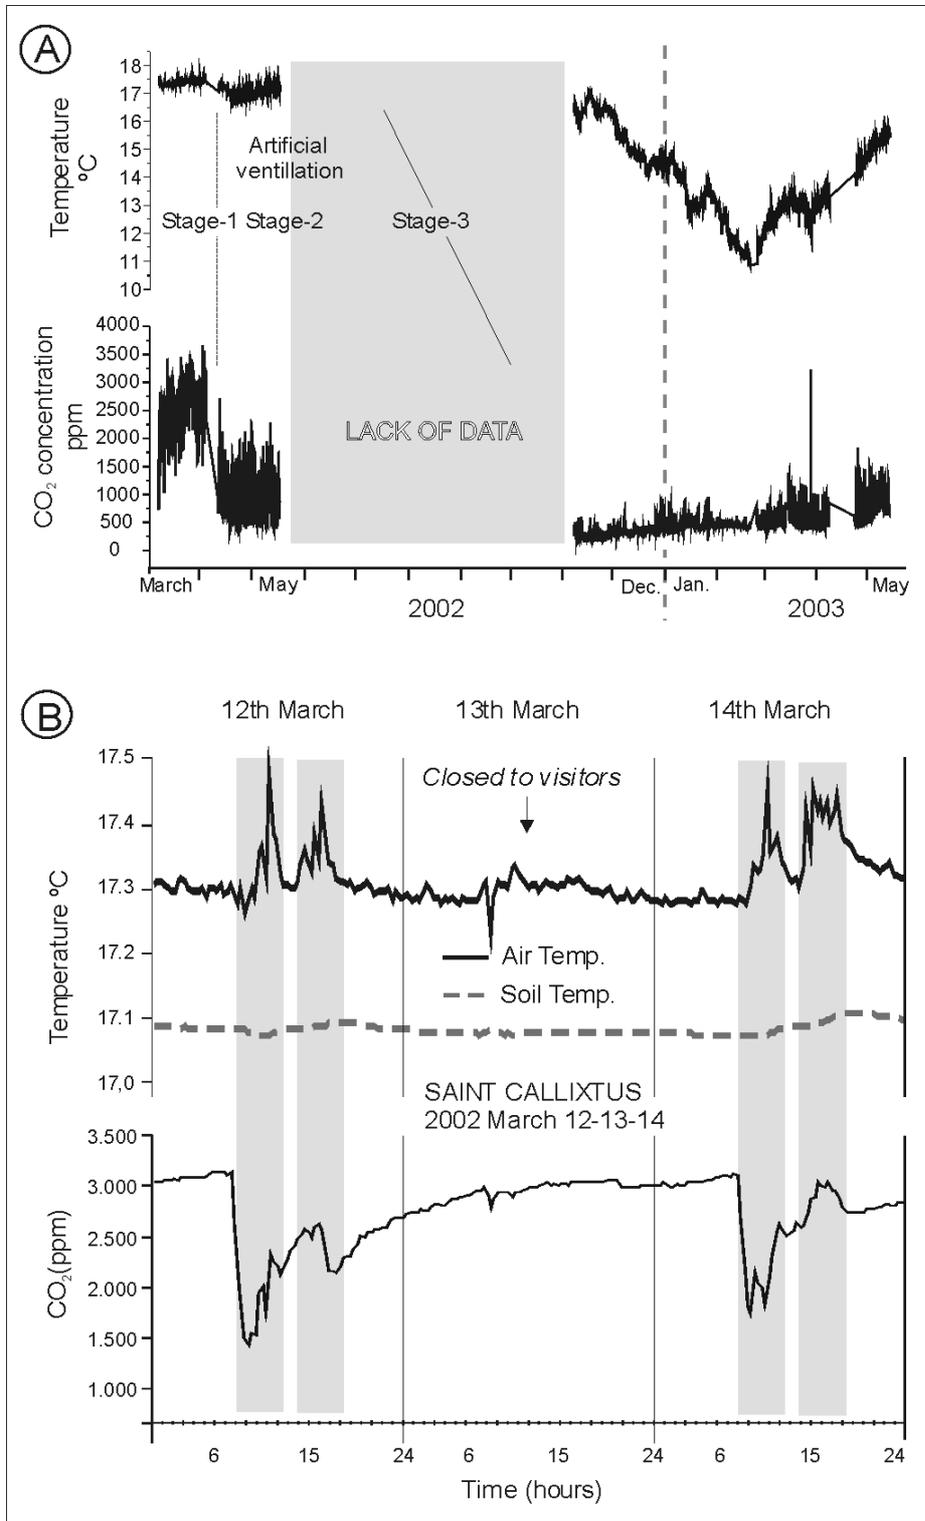 A
18
17
16
15
14
13
12
11
10
Temperature
ºC
Artificial
ventillation
Stage-1
Stage-2
Stage-3
4000
3500
3000
2500
2000
1500
1000
500
0
CO2 concentration
ppm
LACK OF DATA
March
May
Dec.
Jan.
May
2002
2003
B
12th March
13th March
14th March
17.5
17.4
17.3
17.2
17.1
17,0
Temperature ºC
Closed to visitors
Air Temp.
Soil Temp.
SAINT CALLIXTUS
2002 March 12-13-14
3.500
3.000
2.500
2.000
1.500
1.000
CO2(ppm)
6 15 24 6 15 24 6 15 24
Time (hours)